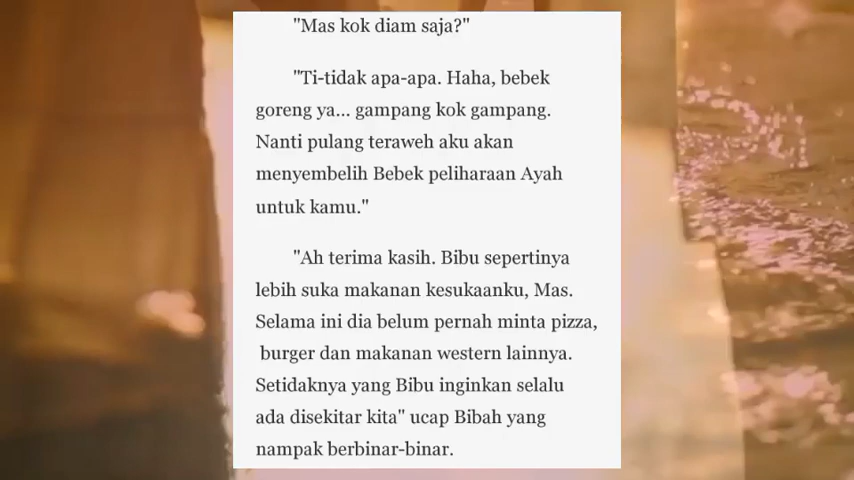 "Mas kok diam saja?"
"Ti-tidak apa-apa. Haha, bebek
goreng ya... gampang kok gampang.
Nanti pulang teraweh aku akan
menyembelih Bebek peliharaan Ayah
untuk kamu."
"Ah terima kasih. Bibu sepertinya
lebih suka makanan kesukaanku, Mas.
Selama ini dia belum pernah minta pizza,
burger dan makanan western lainnya.
Setidaknya yang Bibu inginkan selalu
ada disekitar kita" ucap Bibah yang
nampak berbinar-binar.